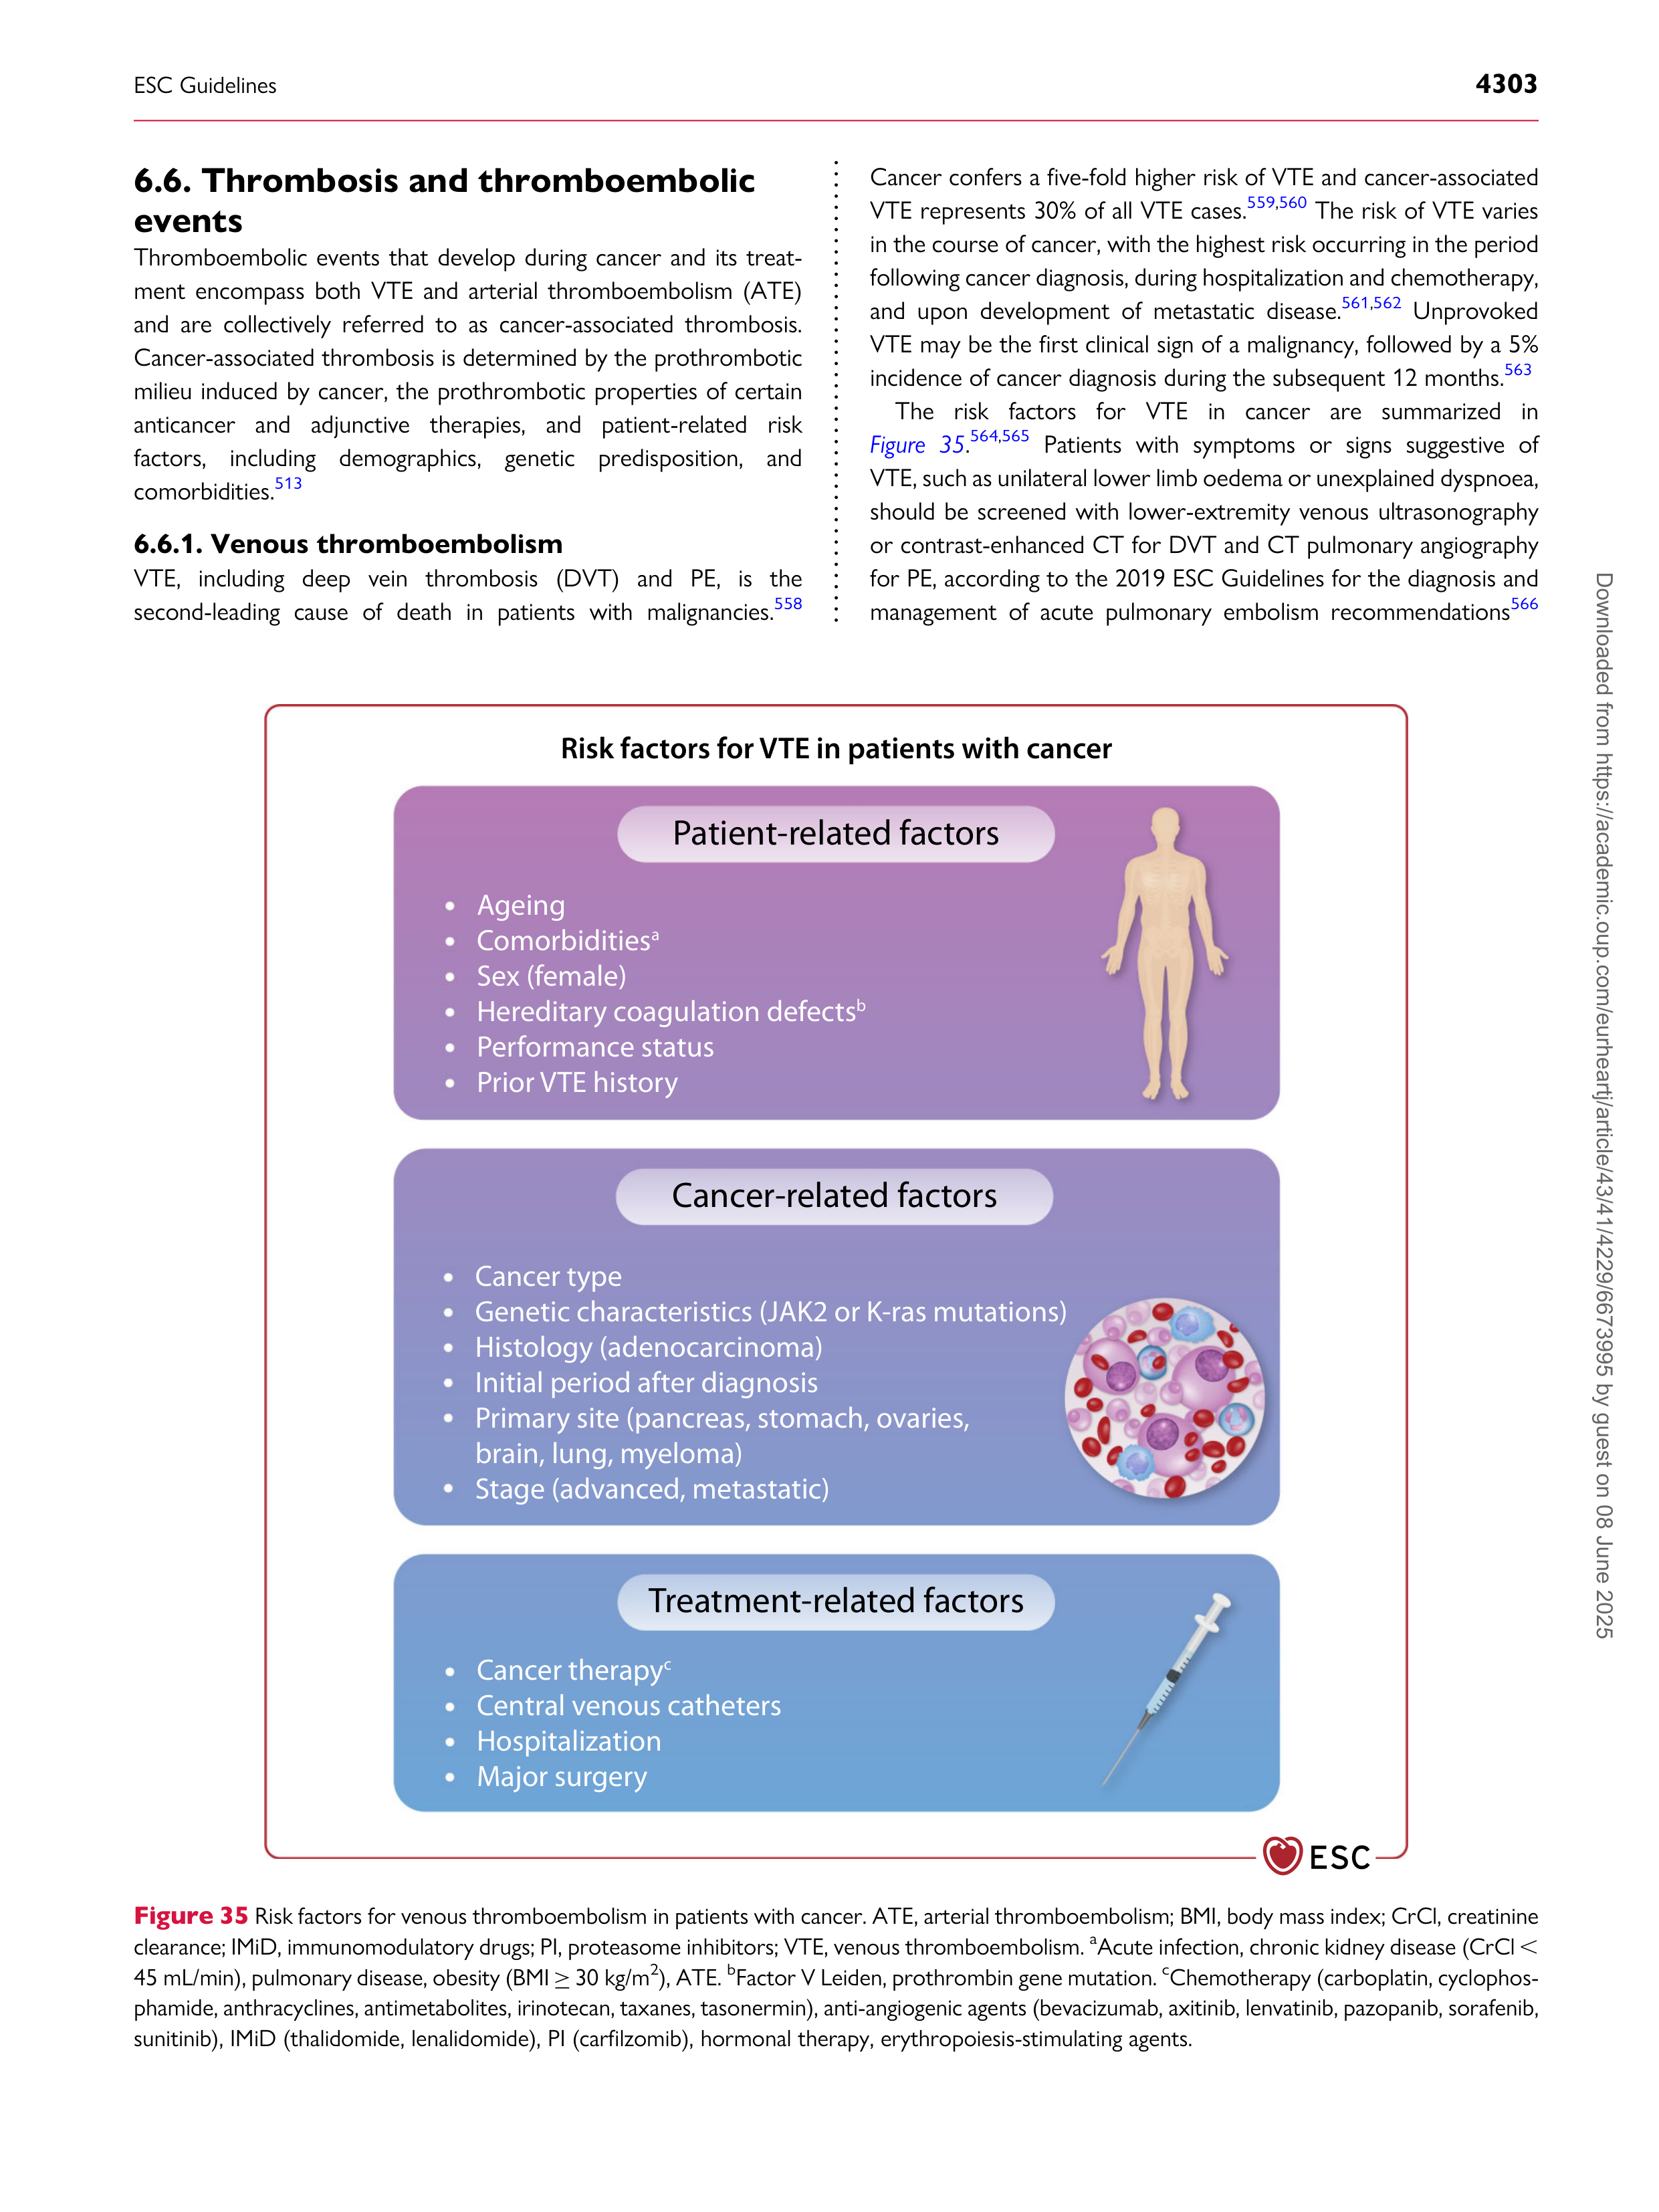 ESC Guidelines
4303
6.6. Thrombosis and thromboembolic
events
Thromboembolic events that develop during cancer and its treat-
ment encompass both VTE and arterial thromboembolism (ATE)
and are collectively referred to as cancer-associated thrombosis.
Cancer-associated thrombosis is determined by the prothrombotic
milieu induced by cancer, the prothrombotic properties of certain
anticancer and adjunctive therapies, and patient-related risk
factors, including demographics, genetic predisposition, and
comorbidities.513
6.6.1. Venous thromboembolism
VTE, including deep vein thrombosis (DVT) and PE, is the
second-leading cause of death in patients with malignancies.558
Cancer confers a five-fold higher risk of VTE and cancer-associated
VTE represents 30% of all VTE cases.559,560 The risk of VTE varies
in the course of cancer, with the highest risk occurring in the period
following cancer diagnosis, during hospitalization and chemotherapy,
and upon development of metastatic disease.561,562 Unprovoked
VTE may be the first clinical sign of a malignancy, followed by a 5%
incidence of cancer diagnosis during the subsequent 12 months.563
The risk factors for VTE in cancer are summarized in
Figure 35.564,565 Patients with symptoms or signs suggestive of
VTE, such as unilateral lower limb oedema or unexplained dyspnoea,
should be screened with lower-extremity venous ultrasonography
or contrast-enhanced CT for DVT and CT pulmonary angiography
for PE, according to the 2019 ESC Guidelines for the diagnosis and
management of acute pulmonary embolism recommendations566
Risk factors for VTE in patients with cancer
Patient-related factors
• Ageing
• Comorbiditiesa
• Sex (female)
• Hereditary coagulation defectsb
• Performance status
• Prior VTE history
Cancer-related factors
• Cancer type
• Genetic characteristics (JAK2 or K-ras mutations)
• Histology (adenocarcinoma)
• Initial period after diagnosis
• Primary site (pancreas, stomach, ovaries,
brain, lung, myeloma)
• Stage (advanced, metastatic)
Treatment-related factors
• Cancer therapyc
• Central venous catheters
• Hospitalization
• Major surgery
ESC
Figure 35 Risk factors for venous thromboembolism in patients with cancer. ATE, arterial thromboembolism; BMI, body mass index; CrCl, creatinine
clearance; IMiD, immunomodulatory drugs; PI, proteasome inhibitors; VTE, venous thromboembolism. aAcute infection, chronic kidney disease (CrCl <
45 mL/min), pulmonary disease, obesity (BMI ≥ 30 kg/m2), ATE. bFactor V Leiden, prothrombin gene mutation. cChemotherapy (carboplatin, cyclophos-
phamide, anthracyclines, antimetabolites, irinotecan, taxanes, tasonermin), anti-angiogenic agents (bevacizumab, axitinib, lenvatinib, pazopanib, sorafenib,
sunitinib), IMiD (thalidomide, lenalidomide), PI (carfilzomib), hormonal therapy, erythropoiesis-stimulating agents.
Downloaded from https://academic.oup.com/eurheartj/article/43/41/4229/6673995 by guest on 08 June 2025